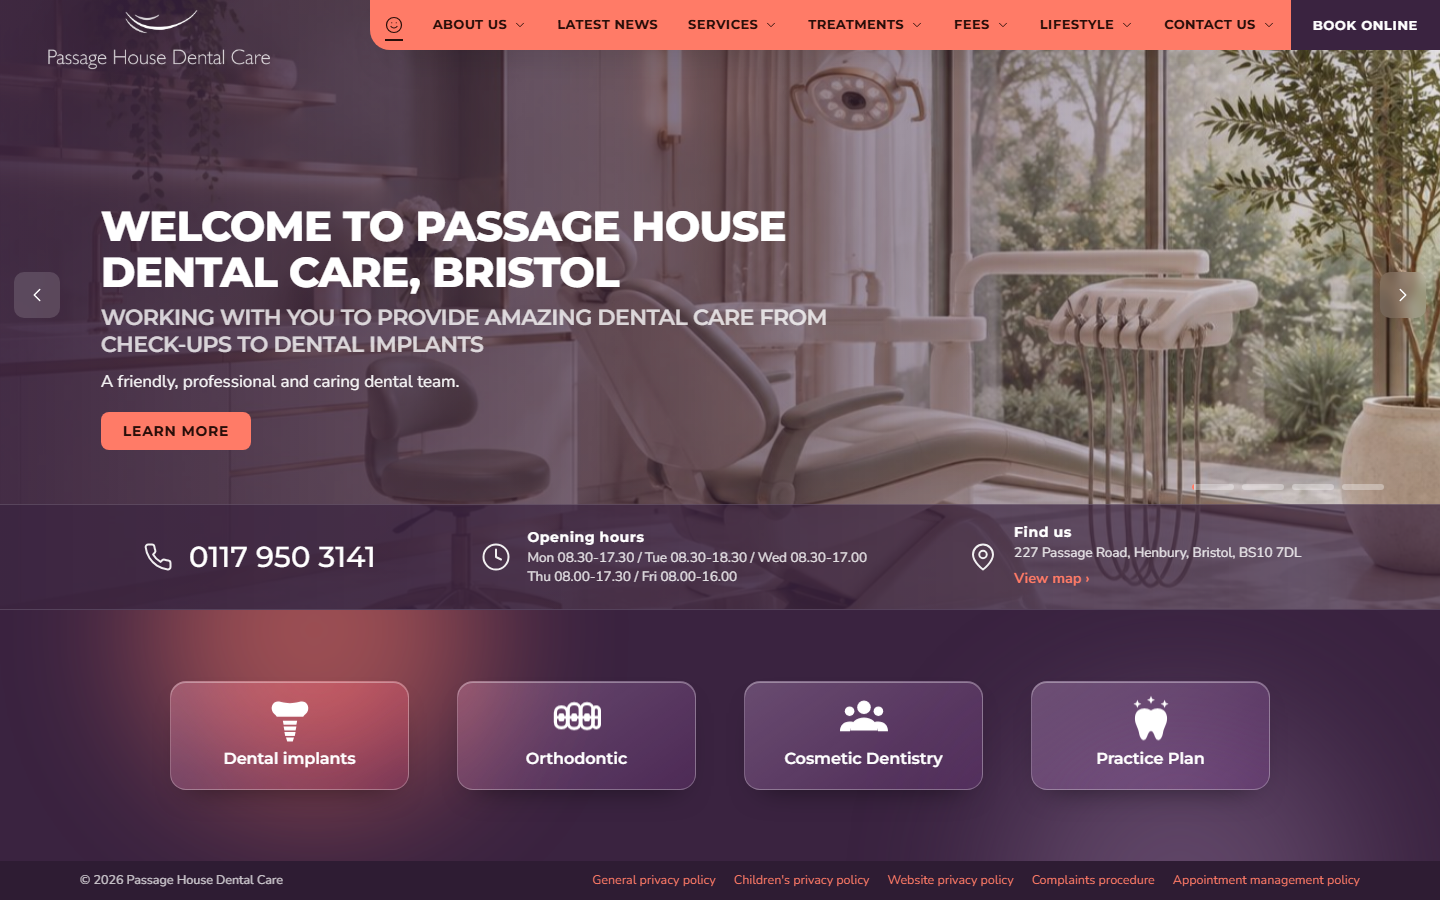 Passage House Dental Care
ABOUT US
LATEST NEWS
SERVICES
TREATMENTS
FEES
LIFESTYLE
CONTACT US
BOOK ONLINE
WELCOME TO PASSAGE HOUSE
DENTAL CARE, BRISTOL
WORKING WITH YOU TO PROVIDE AMAZING DENTAL CARE FROM
CHECK-UPS TO DENTAL IMPLANTS
A friendly, professional and caring dental team.
LEARN MORE
0117 950 3141
Opening hours
Mon 08.30-17.30 / Tue 08.30-18.30 / Wed 08.30-17.00
Thu 08.00-17.30 / Fri 08.00-16.00
Find us
227 Passage Road, Henbury, Bristol, BS10 7DL
View map ›
Dental implants
Orthodontic
Cosmetic Dentistry
Practice Plan
© 2026 Passage House Dental Care
General privacy policy
Children's privacy policy
Website privacy policy
Complaints procedure
Appointment management policy